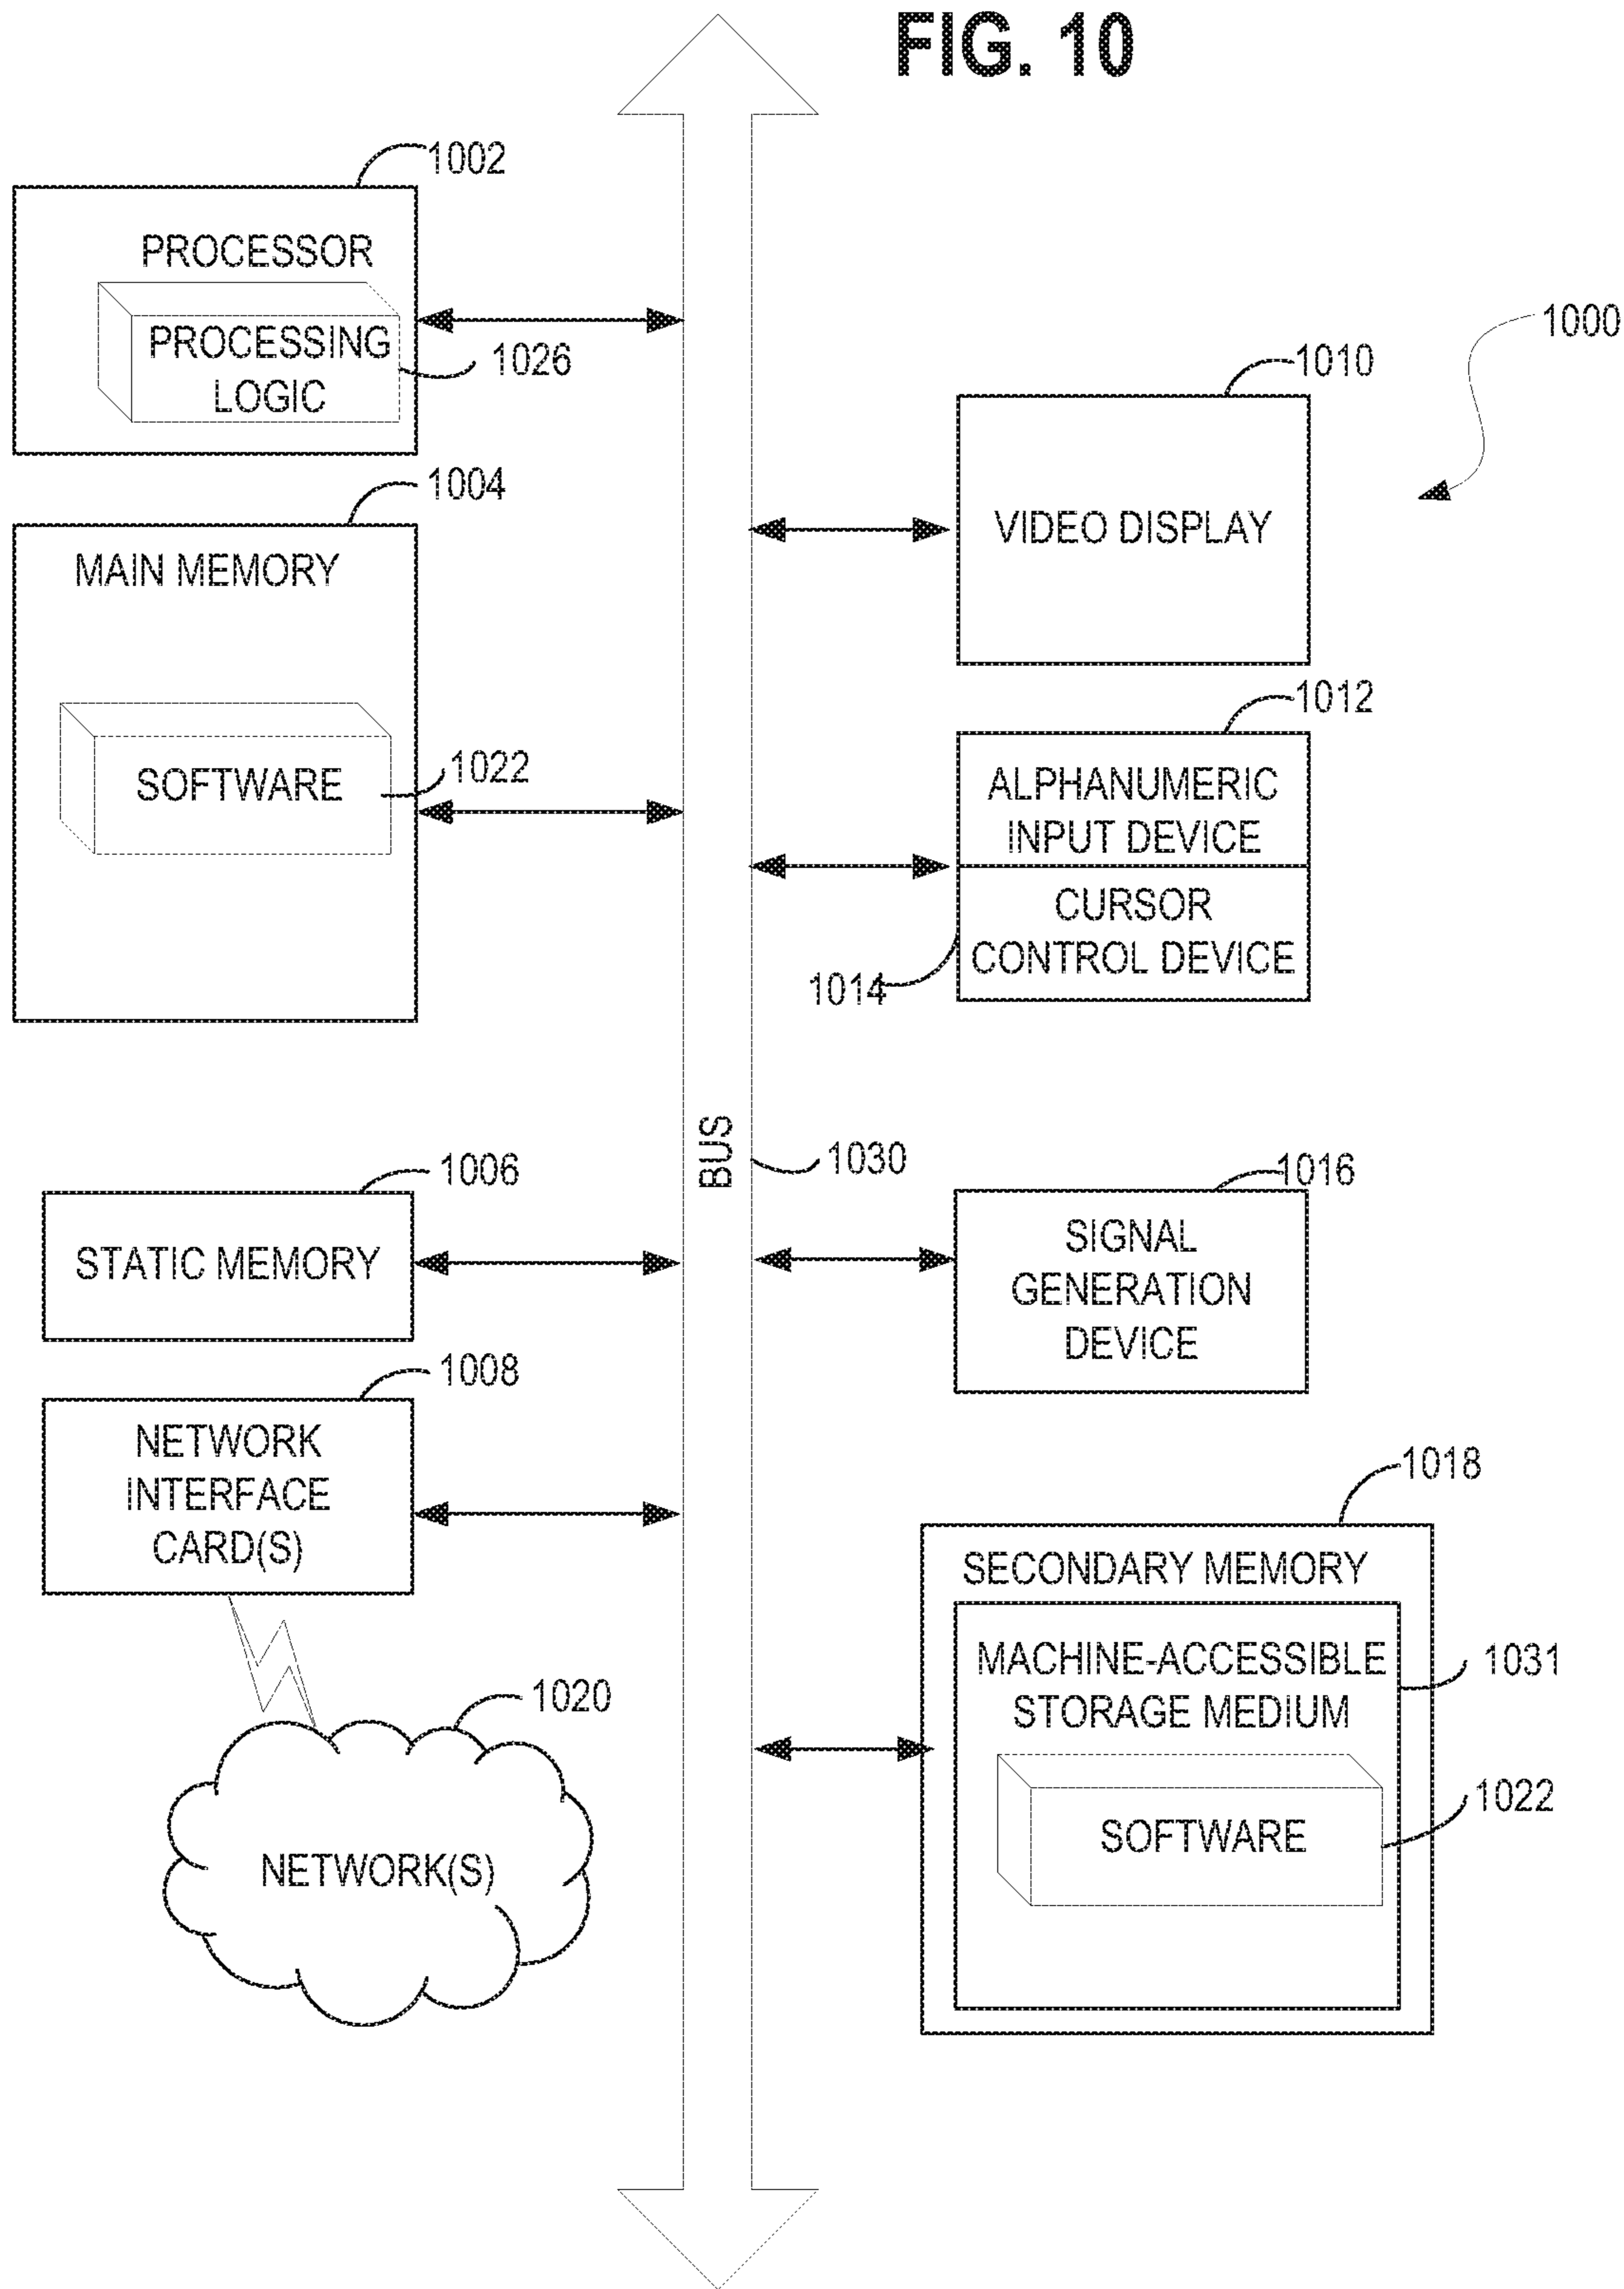 FIG. 10
1002
PROCESSOR
PROCESSING
LOGIC
1026
1004
MAIN MEMORY
SOFTWARE
1022
1000
1010
VIDEO DISPLAY
1012
ALPHANUMERIC
INPUT DEVICE
CURSOR
CONTROL DEVICE
1014
BUS
1030
1006
STATIC MEMORY
1016
SIGNAL
GENERATION
DEVICE
1008
NETWORK
INTERFACE
CARD(S)
1020
NETWORK(S)
1018
SECONDARY MEMORY
MACHINE-ACCESSIBLE
STORAGE MEDIUM
1031
SOFTWARE
1022